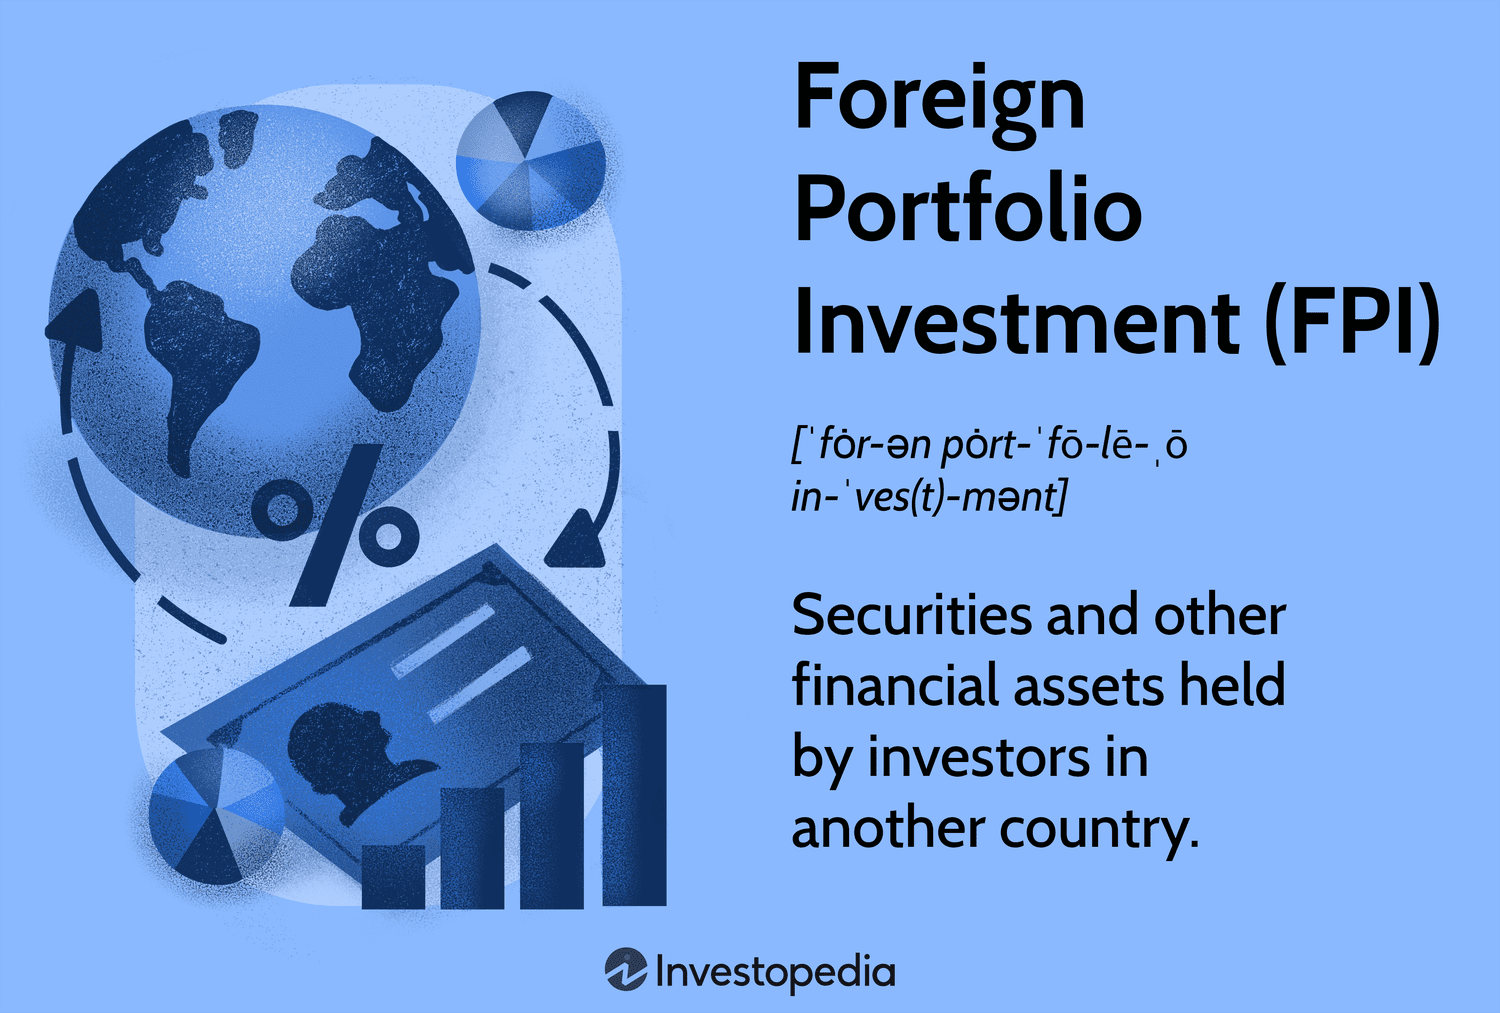 Foreign
Portfolio
Investment (FPI)
[ˈfȯr-ən pȯrt-ˈfō-lē-ˌō
in-ˈves(t)-mənt]
Securities and other
financial assets held
by investors in
another country.
%
Investopedia